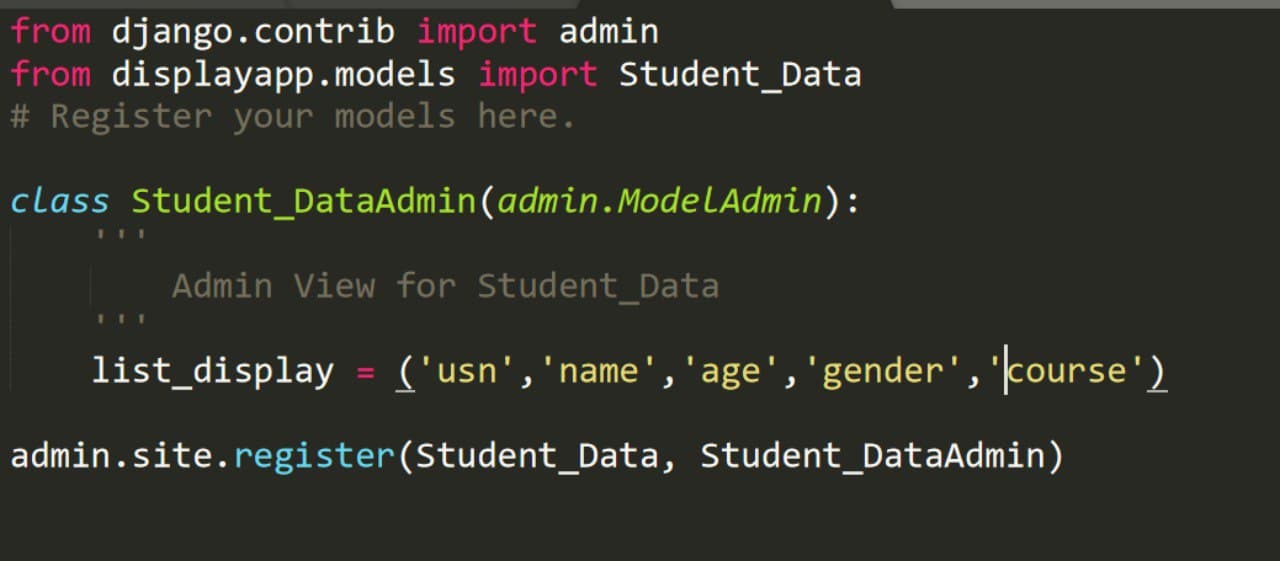 from django.contrib import admin
from displayapp.models import Student_Data
# Register your models here.
class Student_DataAdmin(admin.ModelAdmin):
'''
Admin View for Student_Data
'''
list_display = ('usn','name','age','gender','course')
admin.site.register(Student_Data, Student_DataAdmin)